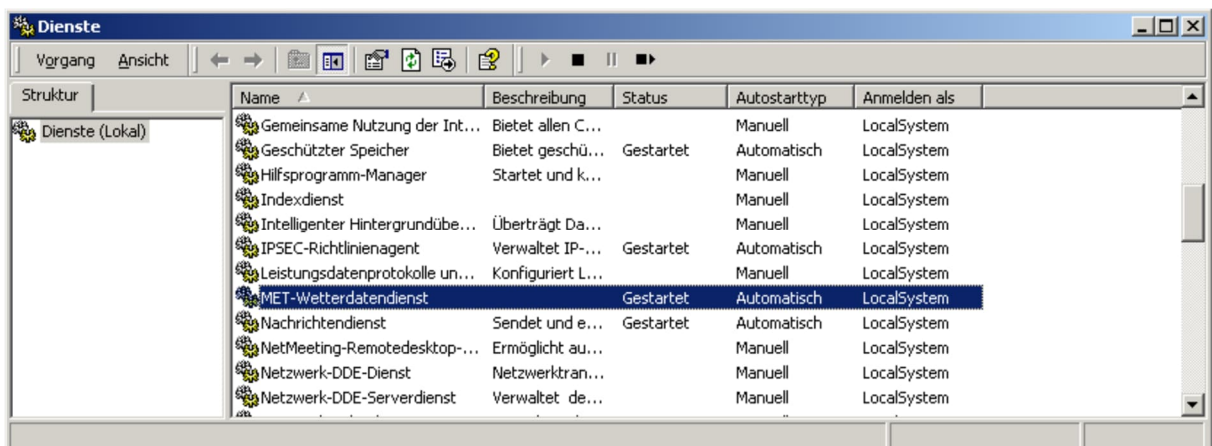 Dienste
Vorgang Ansicht
Struktur
Dienste (Lokal)
Name Beschreibung Status Autostarttyp Anmelden als
Gemeinsame Nutzung der Int... Bietet allen C... Manuell LocalSystem
Geschützter Speicher Bietet geschü... Gestartet Automatisch LocalSystem
Hilfsprogramm-Manager Startet und k... Manuell LocalSystem
Indexdienst Manuell LocalSystem
Intelligenter Hintergrundübe... Überträgt Da... Manuell LocalSystem
IPSEC-Richtlinienagent Verwaltet IP-... Gestartet Automatisch LocalSystem
Leistungsdatenprotokolle un... Konfiguriert L... Manuell LocalSystem
MET-Wetterdatendienst Gestartet Automatisch LocalSystem
Nachrichtendienst Sendet und e... Gestartet Automatisch LocalSystem
NetMeeting-Remotedesktop-... Ermöglicht au... Manuell LocalSystem
Netzwerk-DDE-Dienst Netzwerktran... Manuell LocalSystem
Netzwerk-DDE-Serverdienst Verwaltet de... Manuell LocalSystem